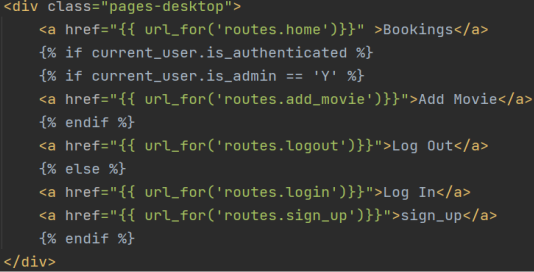 <div class="pages-desktop">
    <a href="{{ url_for('routes.home')}}" >Bookings</a>
    {% if current_user.is_authenticated %}
    {% if current_user.is_admin == 'Y' %}
    <a href="{{ url_for('routes.add_movie')}}">Add Movie</a>
    {% endif %}
    <a href="{{ url_for('routes.logout')}}">Log Out</a>
    {% else %}
    <a href="{{ url_for('routes.login')}}">Log In</a>
    <a href="{{ url_for('routes.sign_up')}}">sign_up</a>
    {% endif %}
</div>